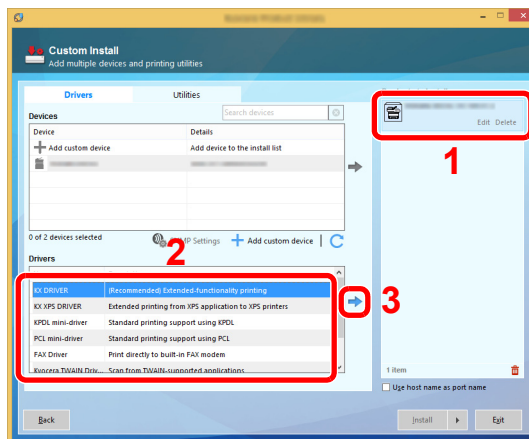 Custom Install
Add multiple devices and printing utilities
Drivers Utilities
Devices Search devices
Device Details
Add custom device Add device to the install list
0 of 2 devices selected Settings Add custom device
Drivers
KX DRIVER (Recommended) Extended-functionality printing
KX XPS DRIVER Extended printing from XPS application to XPS printers
KPDL mini-driver Standard printing support using KPDL
PCL mini-driver Standard printing support using PCL
FAX Driver Print directly to built-in FAX modem
Kyocera TWAIN Driv... Scan from TWAIN-supported applications
Edit Delete
1
2
3
1 item
Use host name as port name
Back Install Exit